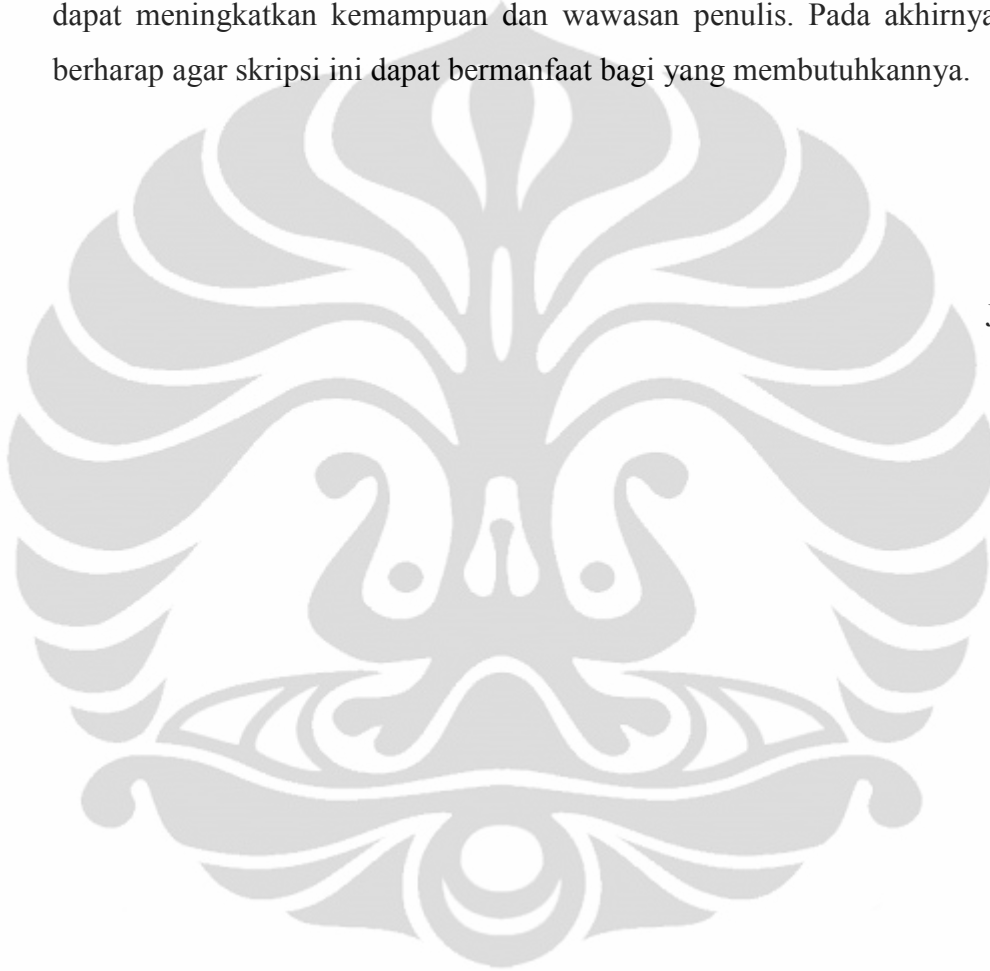 dapat meningkatkan kemampuan dan wawasan penulis. Pada akhirnya
berharap agar skripsi ini dapat bermanfaat bagi yang membutuhkannya.